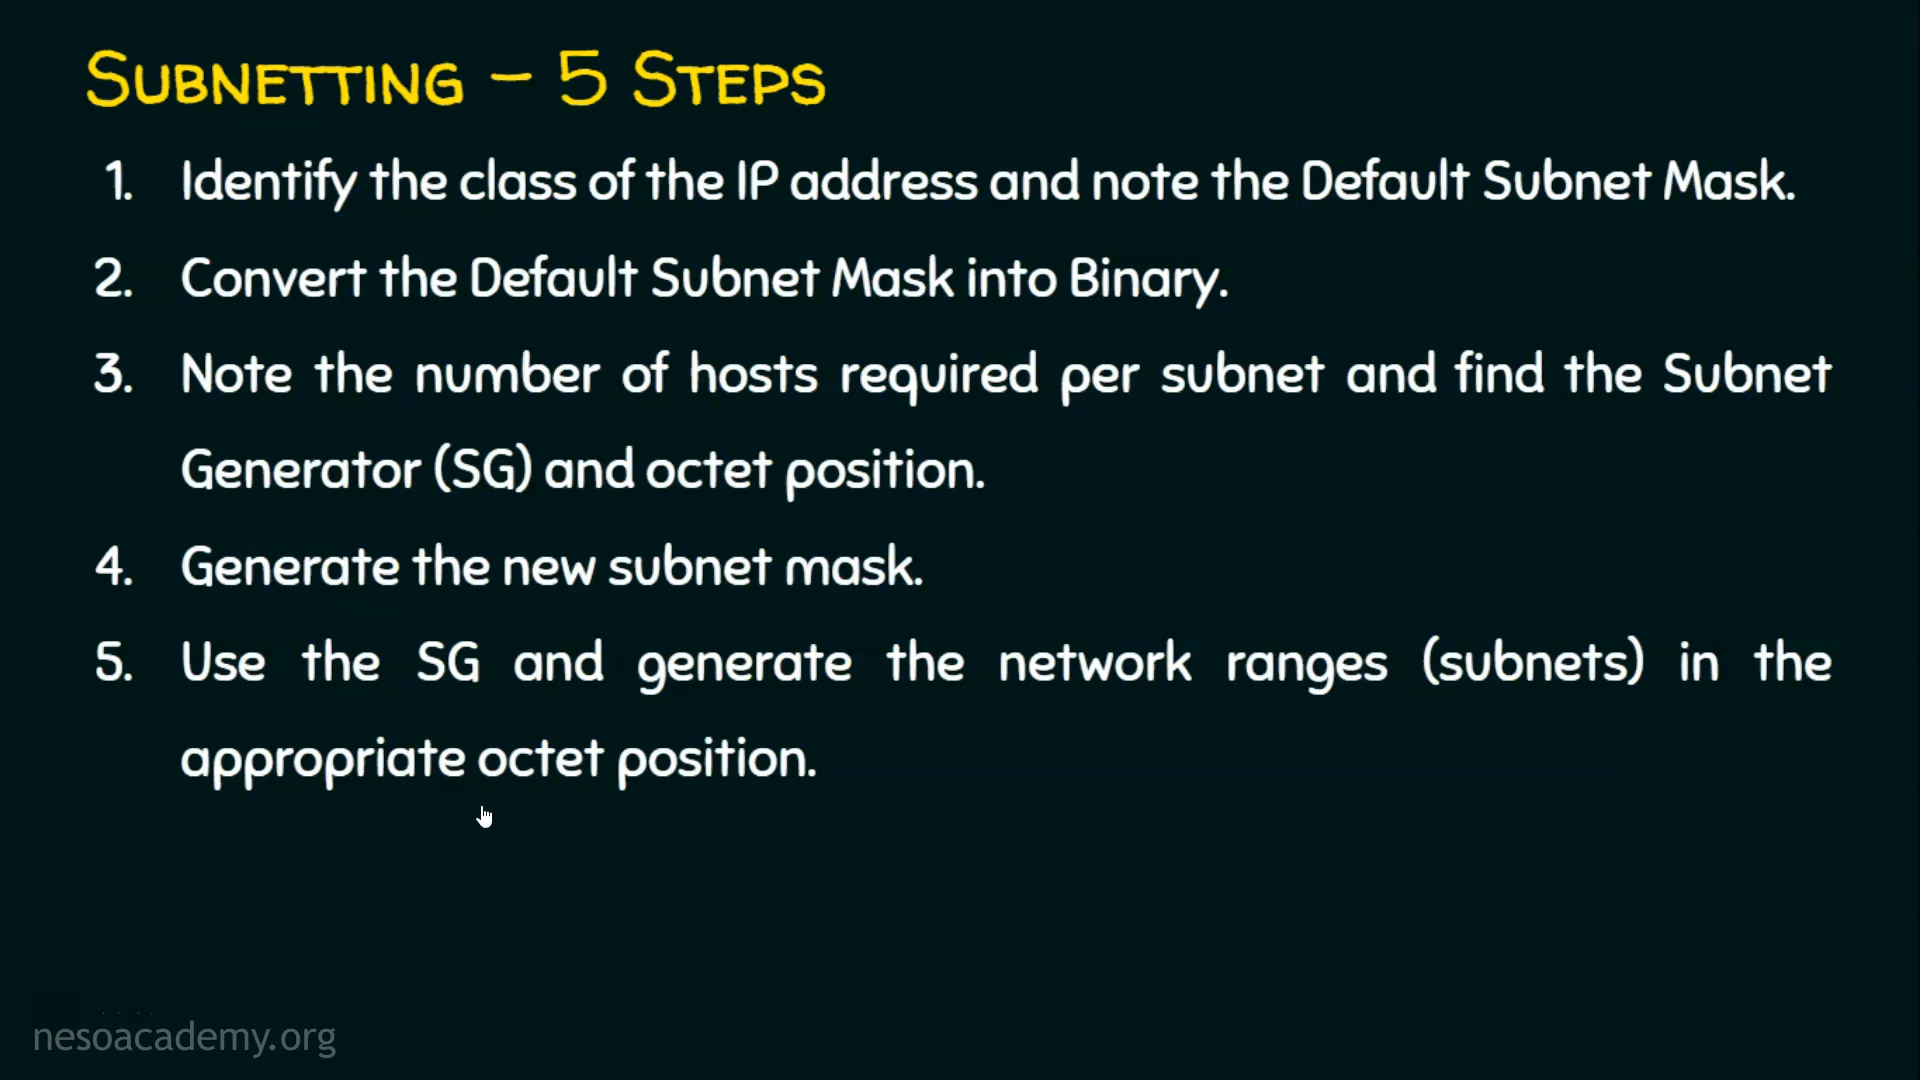 Subnetting – 5 Steps
1. Identify the class of the IP address and note the Default Subnet Mask.
2. Convert the Default Subnet Mask into Binary.
3. Note the number of hosts required per subnet and find the Subnet
Generator (SG) and octet position.
4. Generate the new subnet mask.
5. Use the SG and generate the network ranges (subnets) in the
appropriate octet position.
nesoacademy.org